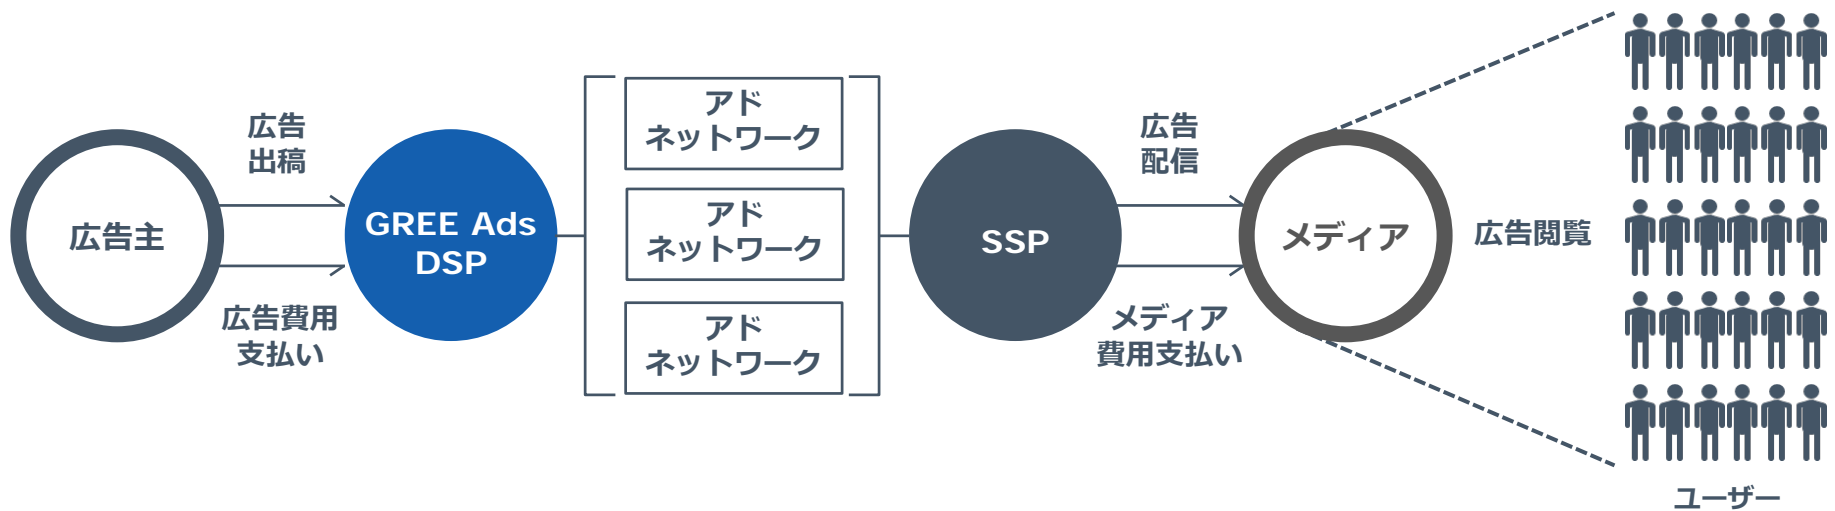 広告主
広告
出稿
広告費用
支払い
GREE Ads
DSP
アド
ネットワーク
アド
ネットワーク
アド
ネットワーク
SSP
広告
配信
メディア
費用支払い
メディア
広告閲覧
ユーザー